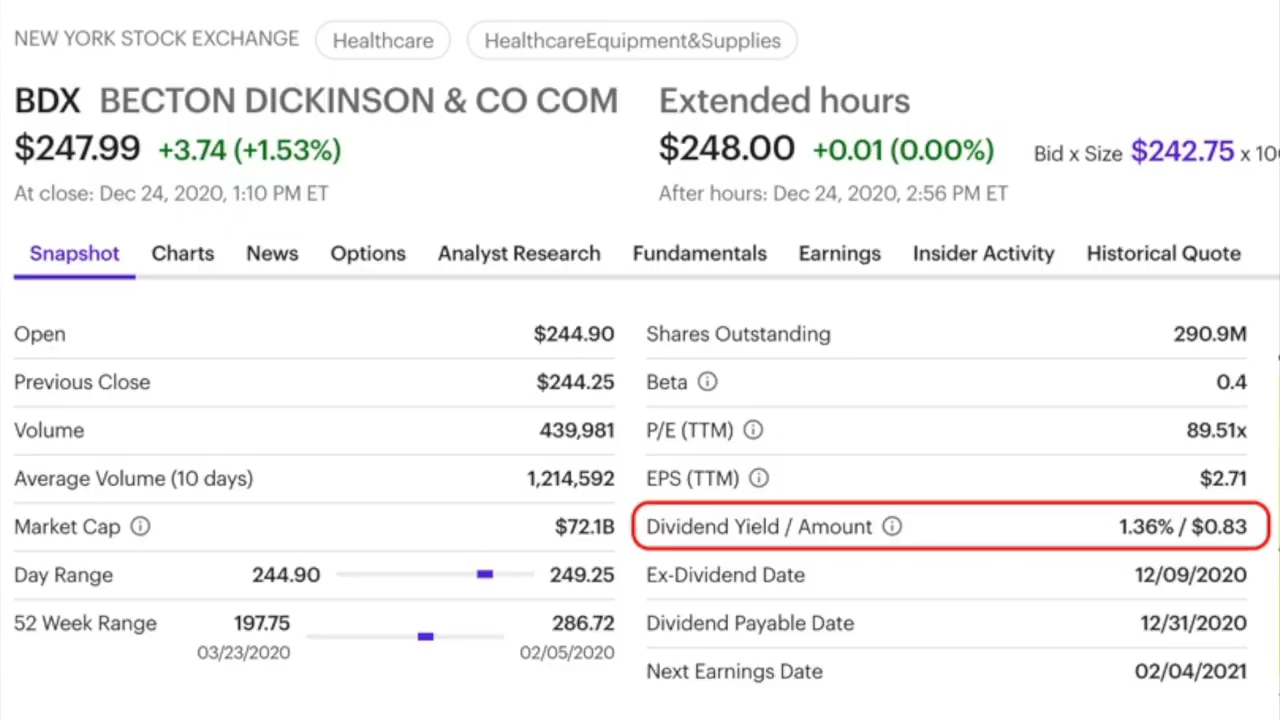 NEW YORK STOCK EXCHANGE Healthcare HealthcareEquipment&Supplies
BDX BECTON DICKINSON & CO COM
$247.99 +3.74 (+1.53%)
At close: Dec 24, 2020, 1:10 PM ET
Extended hours
$248.00 +0.01 (0.00%) Bid x Size $242.75 x
After hours: Dec 24, 2020, 2:56 PM ET
Snapshot Charts News Options Analyst Research Fundamentals Earnings Insider Activity Historical Quote
Open $244.90
Previous Close $244.25
Volume 439,981
Average Volume (10 days) 1,214,592
Market Cap $72.1B
Day Range 244.90 249.25
52 Week Range 197.75 286.72
03/23/2020 02/05/2020
Shares Outstanding 290.9M
Beta 0.4
P/E (TTM) 89.51x
EPS (TTM) $2.71
Dividend Yield / Amount 1.36% / $0.83
Ex-Dividend Date 12/09/2020
Dividend Payable Date 12/31/2020
Next Earnings Date 02/04/2021